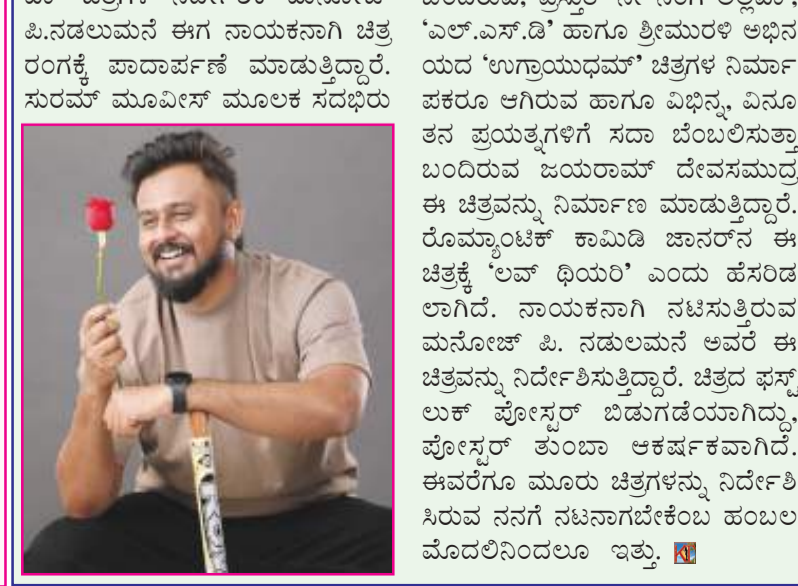 ಪಿ.ನಡಲುಮನೆ ಈಗ ನಾಯಕನಾಗಿ ಚಿತ್ರ
ರಂಗಕ್ಕೆ ಪಾದಾರ್ಪಣೆ ಮಾಡುತ್ತಿದ್ದಾರೆ.
ಸುರಮ್ ಮೂವೀಸ್ ಮೂಲಕ ಸದಭಿರು
‘ಎಲ್.ಎಸ್.ಡಿ’ ಹಾಗೂ ಶ್ರೀಮುರಳಿ ಅಭಿನ
ಯದ ‘ಉಗ್ರಾಯುಧಮ್’ ಚಿತ್ರಗಳ ನಿರ್ಮಾ
ಪಕರೂ ಆಗಿರುವ ಹಾಗೂ ವಿಭಿನ್ನ, ವಿನೂ
ತನ ಪ್ರಯತ್ನಗಳಿಗೆ ಸದಾ ಬೆಂಬಲಿಸುತ್ತಾ
ಬಂದಿರುವ ಜಯರಾಮ್ ದೇವಸಮುದ್ರ
ಈ ಚಿತ್ರವನ್ನು ನಿರ್ಮಾಣ ಮಾಡುತ್ತಿದ್ದಾರೆ.
ರೊಮ್ಯಾಂಟಿಕ್ ಕಾಮಿಡಿ ಜಾನರ್‌ನ ಈ
ಚಿತ್ರಕ್ಕೆ ‘ಲವ್ ಥಿಯರಿ’ ಎಂದು ಹೆಸರಿಡ
ಲಾಗಿದೆ. ನಾಯಕನಾಗಿ ನಟಿಸುತ್ತಿರುವ
ಮನೋಜ್ ಪಿ. ನಡುಲಮನೆ ಅವರೆ ಈ
ಚಿತ್ರವನ್ನು ನಿರ್ದೇಶಿಸುತ್ತಿದ್ದಾರೆ. ಚಿತ್ರದ ಫಸ್ಟ್
ಲುಕ್ ಪೋಸ್ಟರ್ ಬಿಡುಗಡೆಯಾಗಿದ್ದು,
ಪೋಸ್ಟರ್ ತುಂಬಾ ಆಕರ್ಷಕವಾಗಿದೆ.
ಈವರೆಗೂ ಮೂರು ಚಿತ್ರಗಳನ್ನು ನಿರ್ದೇಶಿ
ಸಿರುವ ನನಗೆ ನಟನಾಗಬೇಕೆಂಬ ಹಂಬಲ
ಮೊದಲಿನಿಂದಲೂ ಇತ್ತು.